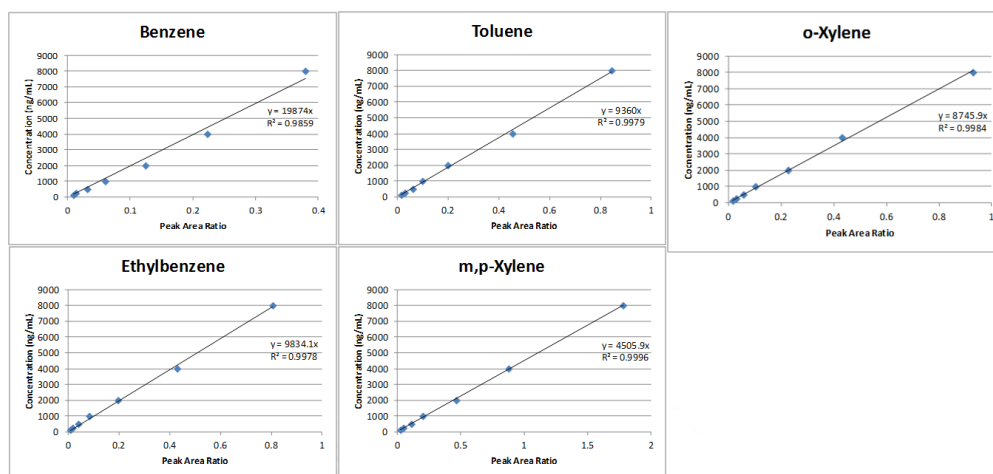 Benzene
9000
8000
7000
6000
5000
4000
3000
2000
1000
0
Concentration (ng/mL)
y = 19874x
R² = 0.9859
0 0.1 0.2 0.3 0.4
Peak Area Ratio
Toluene
9000
8000
7000
6000
5000
4000
3000
2000
1000
0
Concentration (ng/mL)
y = 9360x
R² = 0.9979
0 0.2 0.4 0.6 0.8 1
Peak Area Ratio
o-Xylene
9000
8000
7000
6000
5000
4000
3000
2000
1000
0
Cocnentration (ng/mL)
y = 8745.9x
R² = 0.9984
0 0.2 0.4 0.6 0.8 1
Peak Area Ratio
Ethylbenzene
9000
8000
7000
6000
5000
4000
3000
2000
1000
0
Concentration (ng/mL)
y = 9834.1x
R² = 0.9978
0 0.2 0.4 0.6 0.8 1
Peak Area Ratio
m,p-Xylene
9000
8000
7000
6000
5000
4000
3000
2000
1000
0
Concentration (ng/mL)
y = 4505.9x
R² = 0.9996
0 0.5 1 1.5 2
Peak Area Ratio